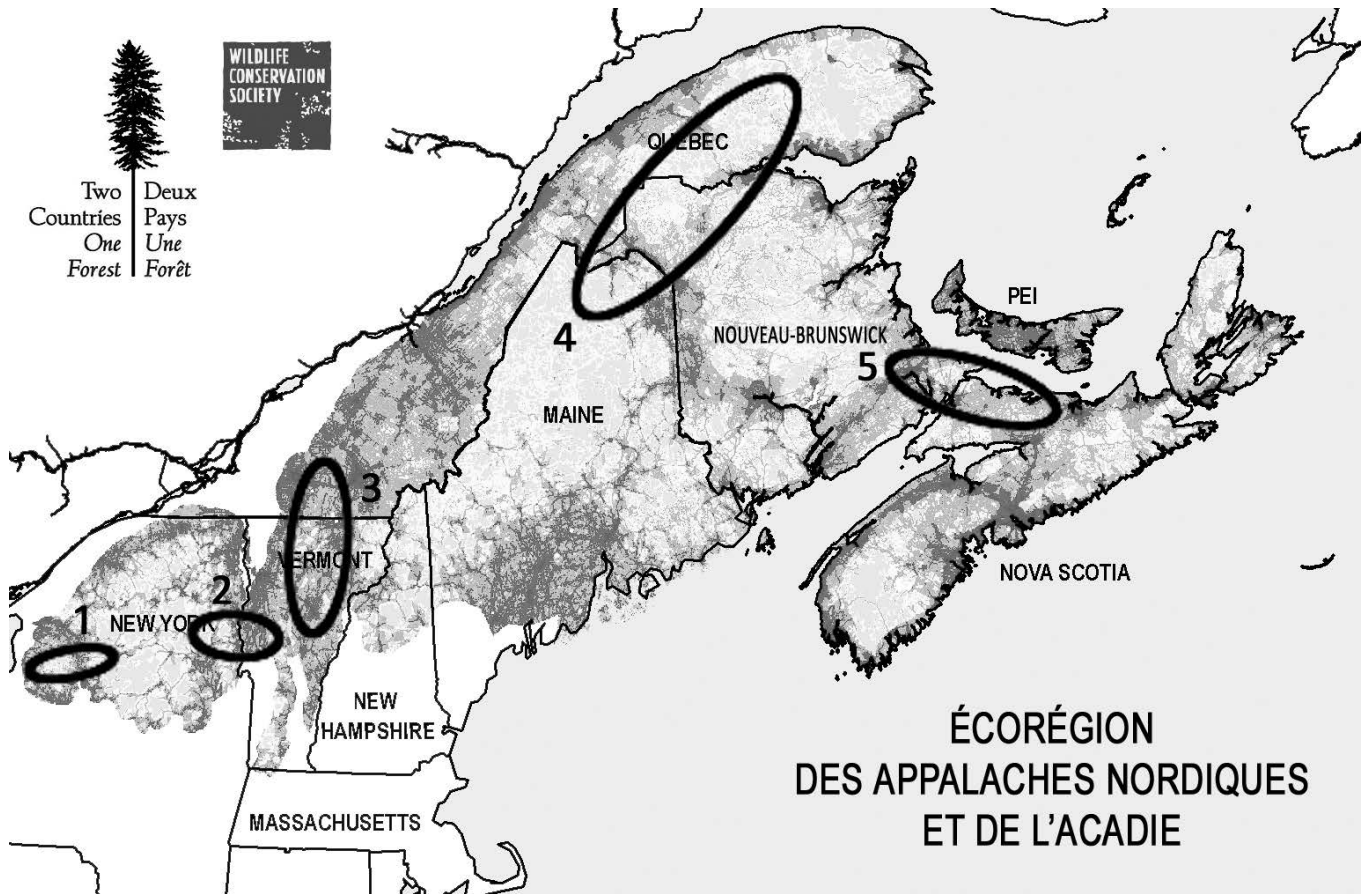 WILDLIFE
CONSERVATION
SOCIETY
Two Deux
Countries Pays
One Une
Forest Forêt
QUEBEC
PEI
4
NOUVEAU-BRUNSWICK
5
MAINE
3
VERMONT
NOVA SCOTIA
2
1
NEW YORK
NEW
HAMPSHIRE
MASSACHUSETTS
ÉCORÉGION
DES APPALACHES NORDIQUES
ET DE L'ACADIE